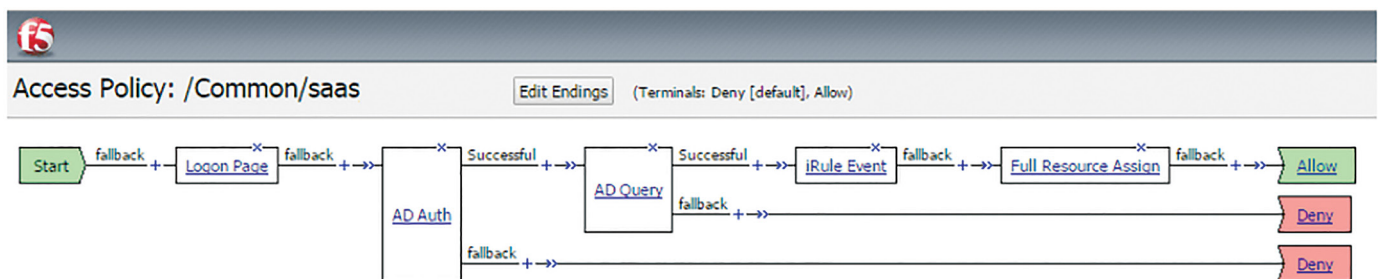 f5
Access Policy: /Common/saas Edit Endings (Terminals: Deny [default], Allow)
Start fallback + Logon Page fallback + AD Auth Successful + AD Query Successful + iRule Event fallback + Full Resource Assign fallback + Allow
fallback + Deny
fallback + Deny